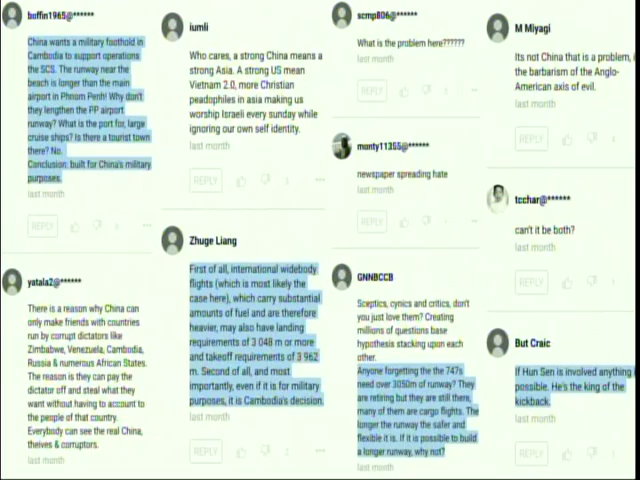 boffin1965@******
China wants a military foothold in
Cambodia to support operations
the SCS. The runway near the
beach is longer than the main
airport in Phnom Penh! Why don't
they lengthen the PP airport
runway? What is the port for, large
cruise ships? Is there a tourist town
there? No.
Conclusion: built for China's military
purposes.
last month
REPLY
yatala2@******
There is a reason why China can
only make friends with countries
run by corrupt dictators like
Zimbabwe, Venezuela, Cambodia,
Russia & numerous African States.
The reason is they can pay the
dictator off and steal what they
want without having to account to
the people of that country.
Everybody can see the real China,
theives & corruptors.
last month
iumli
Who cares, a strong China means a
strong Asia. A strong US mean
Vietnam 2.0, more Christian
peadophiles in asia making us
worship Israeli every sunday while
ignoring our own self identity.
last month
REPLY
Zhuge Liang
First of all, international widebody
flights (which is most likely the
case here), which carry substantial
amounts of fuel and are therefore
heavier, may also have landing
requirements of 3 048 m or more
and takeoff requirements of 3 962
m. Second of all, and most
importantly, even if it is for military
purposes, it is Cambodia's decision.
last month
REPLY
scmp806@******
What is the problem here??????
last month
REPLY
monty11355@******
newspaper spreading hate
last month
REPLY
GNNBCCB
Sceptics, cynics and critics, don't
you just love them? Creating
millions of questions base
hypothesis stacking upon each
other.
Anyone forgetting the the 747s
need over 3050m of runway? They
are retiring but they are still there,
many of them are cargo flights. The
longer the runway the safer and
flexible it is. If it is possible to build
a longer runway, why not?
last month
M Miyagi
Its not China that is a problem, i
the barbarism of the Anglo-
American axis of evil.
last month
REPLY
tcchar@******
can't it be both?
last month
REPLY
But Craic
If Hun Sen is involved anything i
possible. He's the king of the
kickback.
last month
REPLY